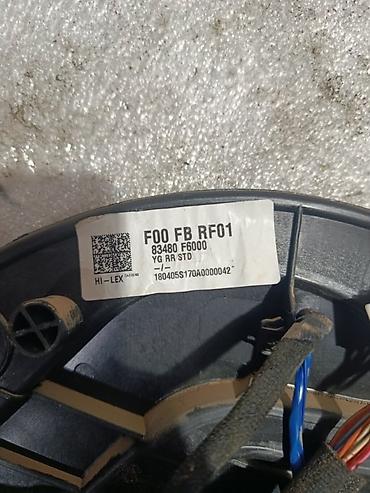 F00 FB RF01
83480 F6000
YG RR STD
-/-
HI-LEX
180405S170A0000042